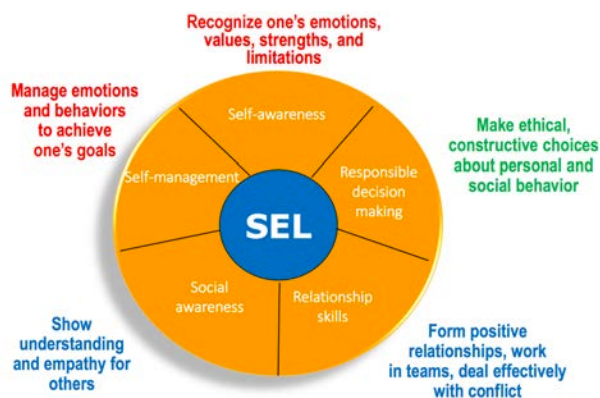 Recognize one's emotions,
values, strengths, and
limitations
Manage emotions
and behaviors
to achieve
one's goals
Self-awareness
Make ethical,
constructive choices
about personal and
social behavior
Self-management
Responsible
decision
making
SEL
Social
awareness
Relationship
skills
Show
understanding
and empathy for
others
Form positive
relationships, work
in teams, deal effectively
with conflict